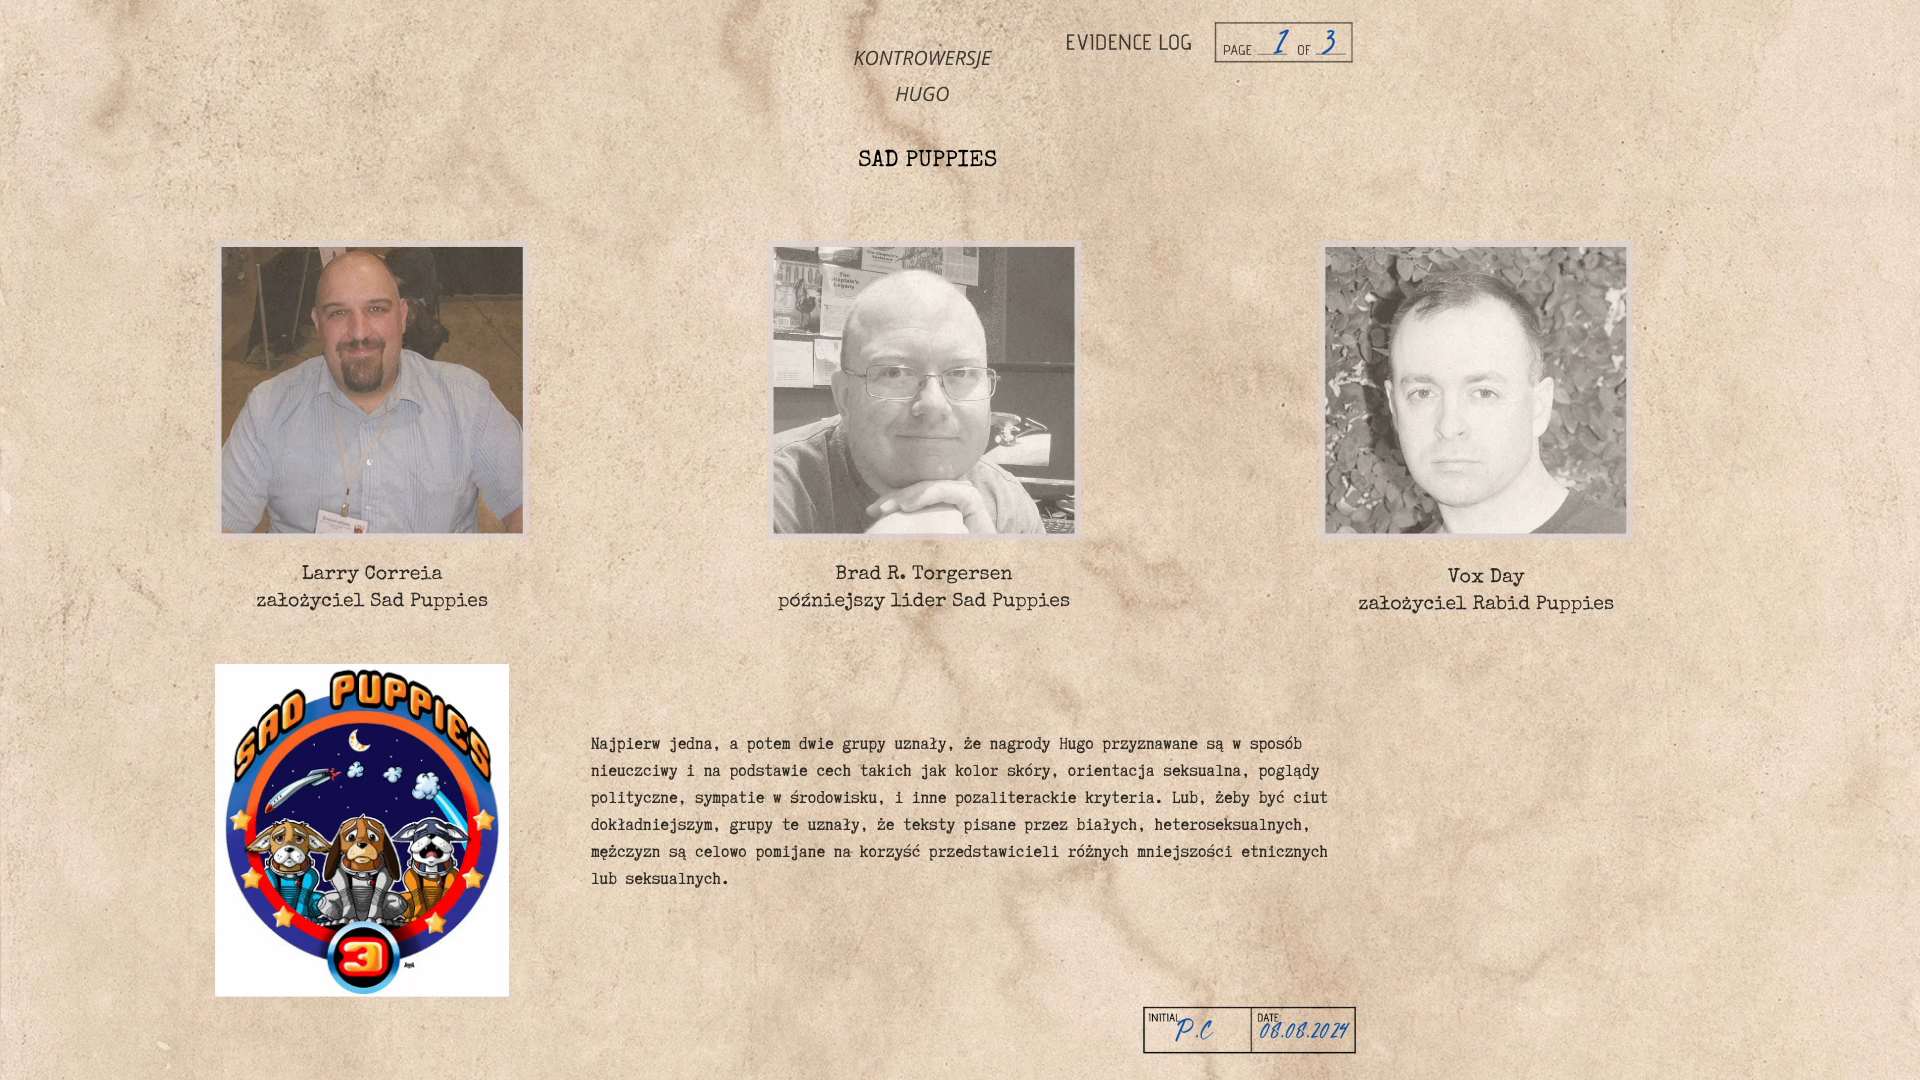 KONTROWERSJE
HUGO
EVIDENCE LOG
PAGE 1 OF 3
SAD PUPPIES
The
Chaplain's
Legacy
Larry Correia
założyciel Sad Puppies
Brad R. Torgersen
późniejszy lider Sad Puppies
Vox Day
założyciel Rabid Puppies
SAD PUPPIES
3
Najpierw jedna, a potem dwie grupy uznały, że nagrody Hugo przyznawane są w sposób
nieuczciwy i na podstawie cech takich jak kolor skóry, orientacja seksualna, poglądy
polityczne, sympatie w środowisku, i inne pozaliterackie kryteria. Lub, żeby być ciut
dokładniejszym, grupy te uznały, że teksty pisane przez białych, heteroseksualnych,
mężczyzn są celowo pomijane na korzyść przedstawicieli różnych mniejszości etnicznych
lub seksualnych.
INITIAL P.C
DATE: 08.08.2024